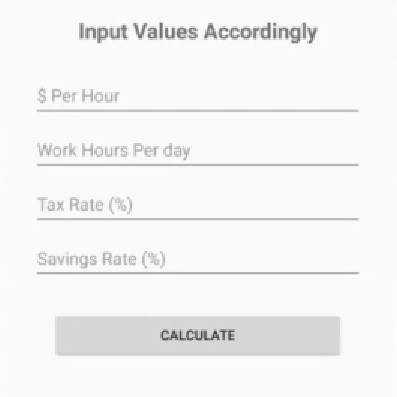 Input Values Accordingly
$ Per Hour
Work Hours Per day
Tax Rate (%)
Savings Rate (%)
CALCULATE